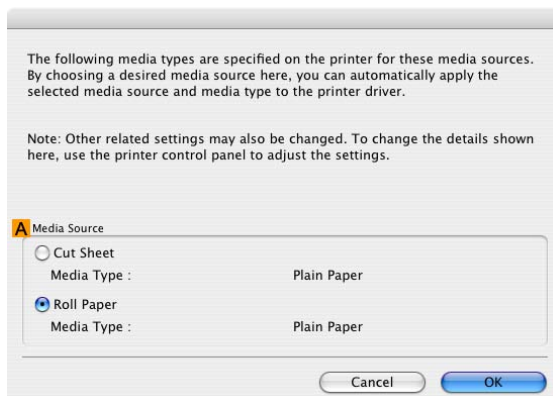 The following media types are specified on the printer for these media sources.
By choosing a desired media source here, you can automatically apply the
selected media source and media type to the printer driver.
Note: Other related settings may also be changed. To change the details shown
here, use the printer control panel to adjust the settings.
A Media Source
Cut Sheet
Media Type : Plain Paper
Roll Paper
Media Type : Plain Paper
Cancel OK